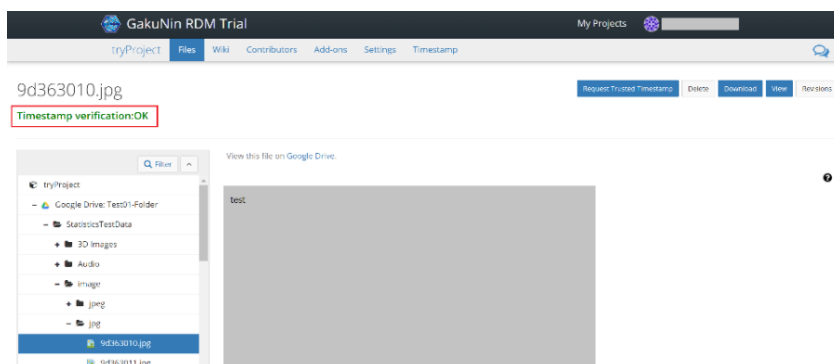 GakuNin RDM Trial
My Projects
tryProject Files Wiki Contributors Add-ons Settings Timestamp
9d363010.jpg
Request Trusted Timestamp Delete Download View Revisions
Timestamp verification:OK
Filter
View this file on Google Drive.
tryProject
Google Drive: Test01-Folder
test
StatisticsTestData
3D Images
Audio
image
jpeg
jpg
9d363010.jpg
9d363011.jpg